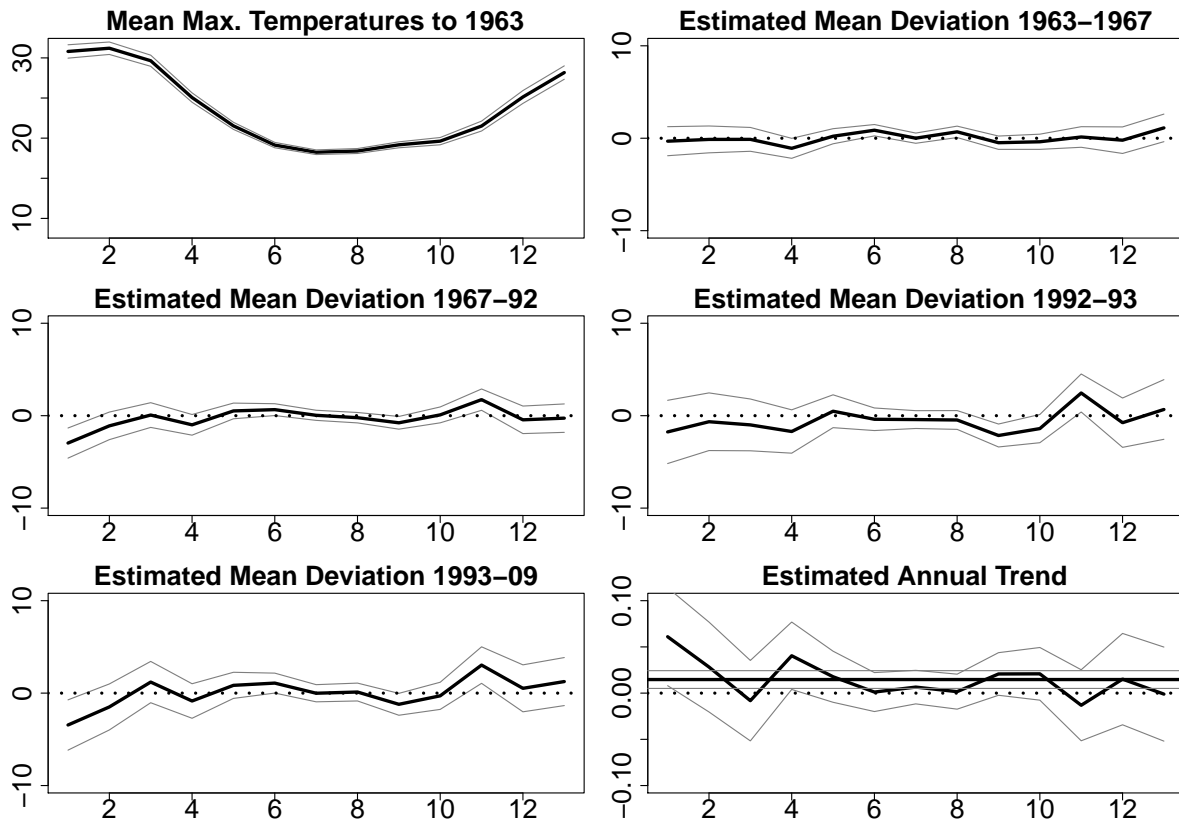 Mean Max. Temperatures to 1963
30
20
10
2 4 6 8 10 12
Estimated Mean Deviation 1963−1967
10
0
−10
2 4 6 8 10 12
Estimated Mean Deviation 1967−92
10
0
−10
2 4 6 8 10 12
Estimated Mean Deviation 1992−93
10
0
−10
2 4 6 8 10 12
Estimated Mean Deviation 1993−09
10
0
−10
2 4 6 8 10 12
Estimated Annual Trend
0.10
0.00
−0.10
2 4 6 8 10 12